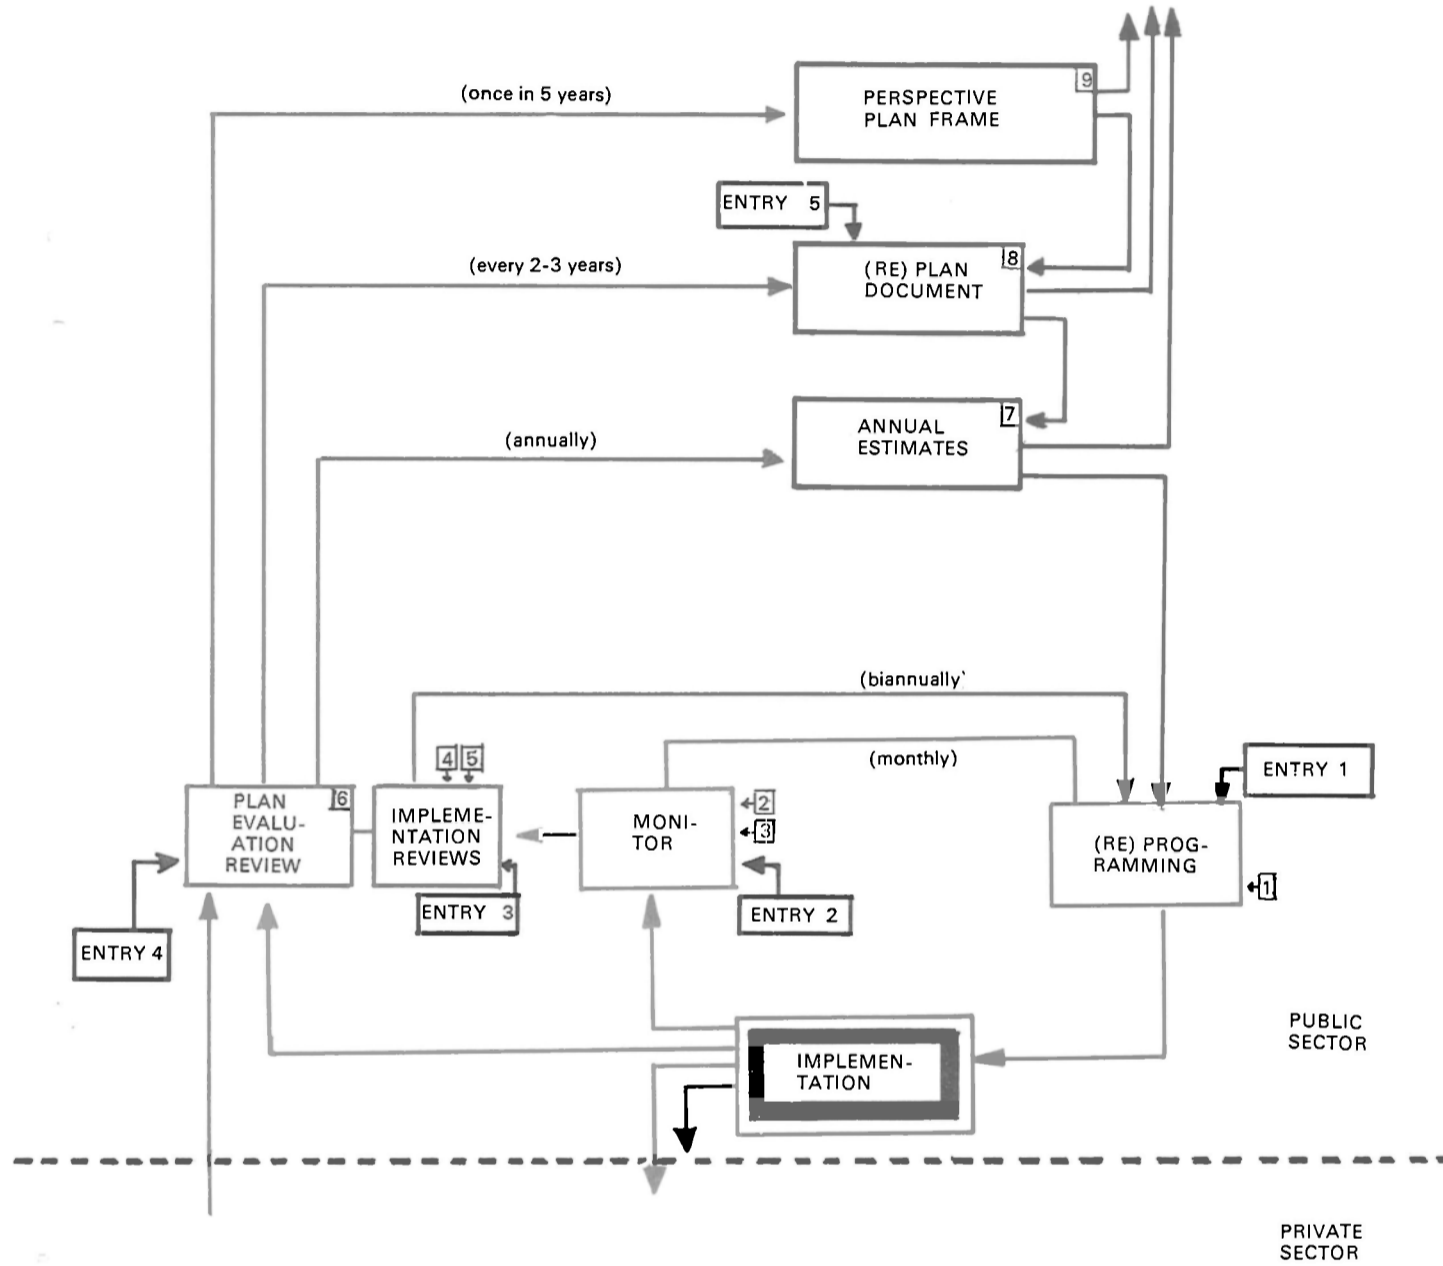 (once in 5 years)
9
PERSPECTIVE
PLAN FRAME
ENTRY 5
(every 2-3 years)
8
(RE) PLAN
DOCUMENT
7
(annually)
ANNUAL
ESTIMATES
(biannually'
(monthly)
4 5
ENTRY 1
6
PLAN
EVALU-
ATION
REVIEW
IMPLEME-
NTATION
REVIEWS
MONI-
TOR
2
3
(RE) PROG-
RAMMING
1
ENTRY 3
ENTRY 2
ENTRY 4
PUBLIC
SECTOR
IMPLEMEN-
TATION
PRIVATE
SECTOR